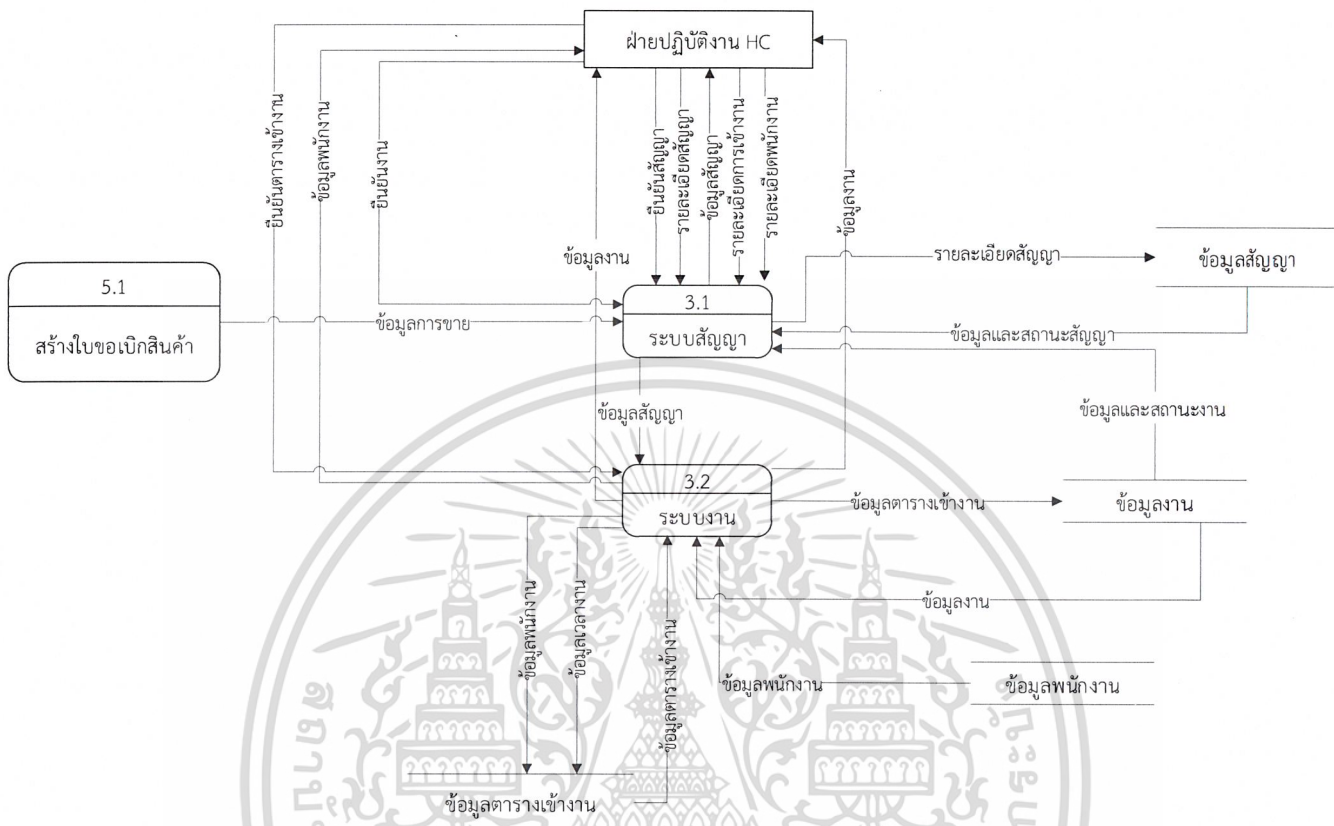 ฝ่ายปฏิบัติงาน HC
ยืนยันตารางเข้างาน
ข้อมูลพนักงาน
ยืนยันงาน
ข้อมูลงาน
ยืนยันสัญญา
รายละเอียดสัญญา
ข้อมูลสัญญา
รายละเอียดการเข้างาน
รายละเอียดพนักงาน
ข้อมูลงาน
5.1
สร้างใบขอเบิกสินค้า
ข้อมูลการขาย
3.1
ระบบสัญญา
รายละเอียดสัญญา
ข้อมูลสัญญา
ข้อมูลและสถานะสัญญา
ข้อมูลสัญญา
ข้อมูลและสถานะงาน
3.2
ระบบงาน
ข้อมูลตารางเข้างาน
ข้อมูลงาน
ข้อมูลงาน
ข้อมูลพนักงาน
ข้อมูลเวลางาน
ข้อมูลตารางเข้างาน
ข้อมูลพนักงาน
ข้อมูลพนักงาน
ข้อมูลตารางเข้างาน